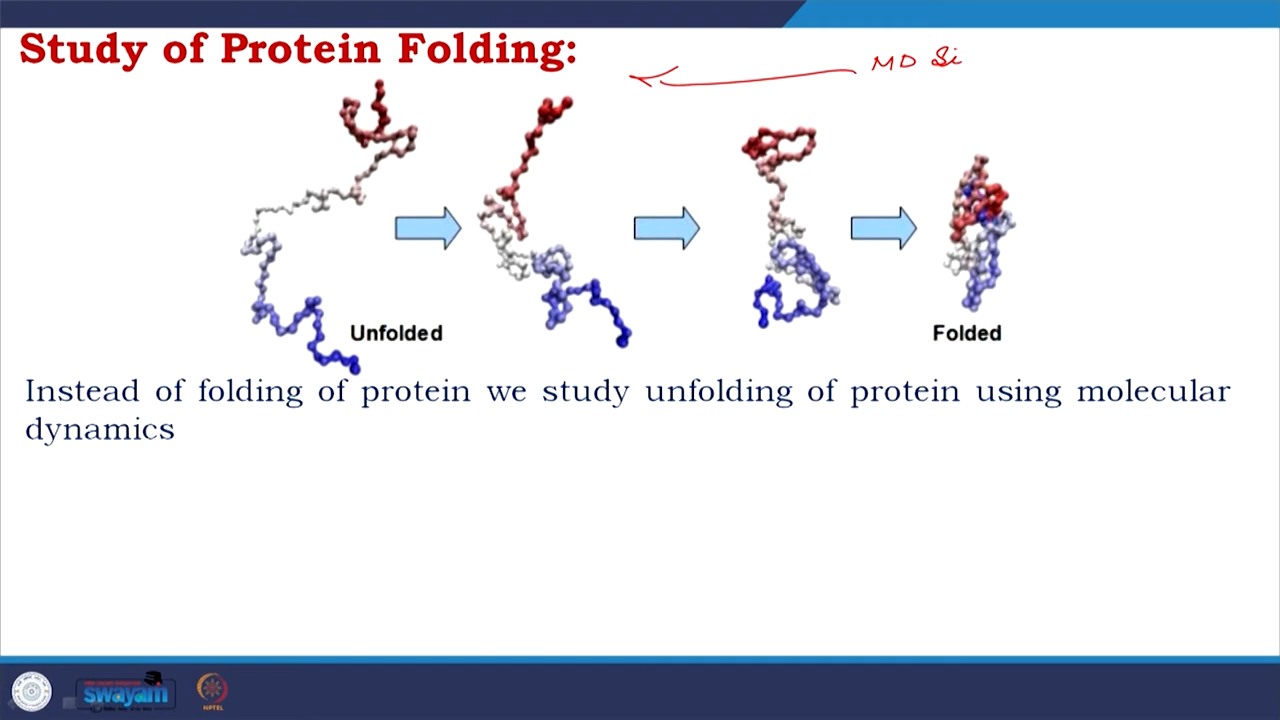 Study of Protein Folding:
MD Si
Unfolded
Folded
Instead of folding of protein we study unfolding of protein using molecular
dynamics
swayam
NPTEL